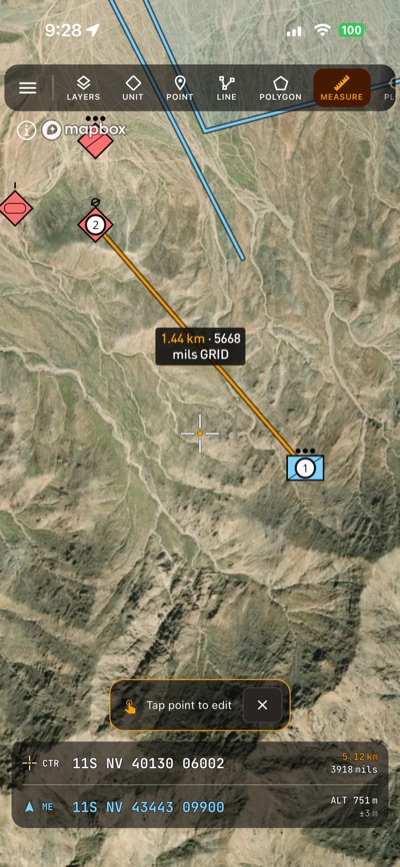 9:28
100
LAYERS
UNIT
POINT
LINE
POLYGON
MEASURE
PL
mapbox
2
1.44 km · 5668
mils GRID
1
Tap point to edit
CTR 11S NV 40130 06002
5.12 km
3918 mils
ME 11S NV 43443 09900
ALT 751 m
±3 m